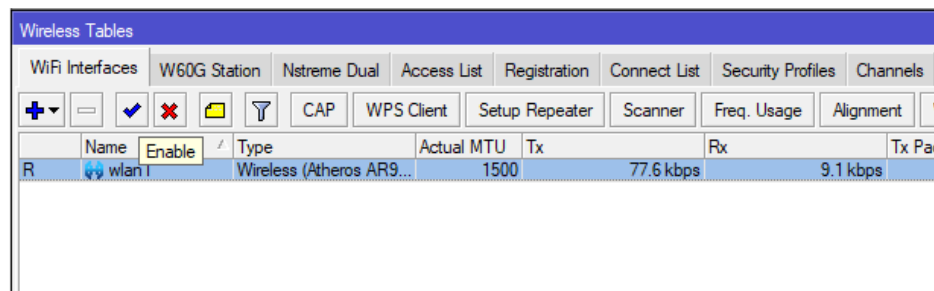 Wireless Tables
WiFi Interfaces W60G Station Nstreme Dual Access List Registration Connect List Security Profiles Channels
CAP WPS Client Setup Repeater Scanner Freq. Usage Alignment
Name Enable Type Actual MTU Tx Rx Tx Pa
R wlan1 Wireless (Atheros AR9... 1500 77.6 kbps 9.1 kbps